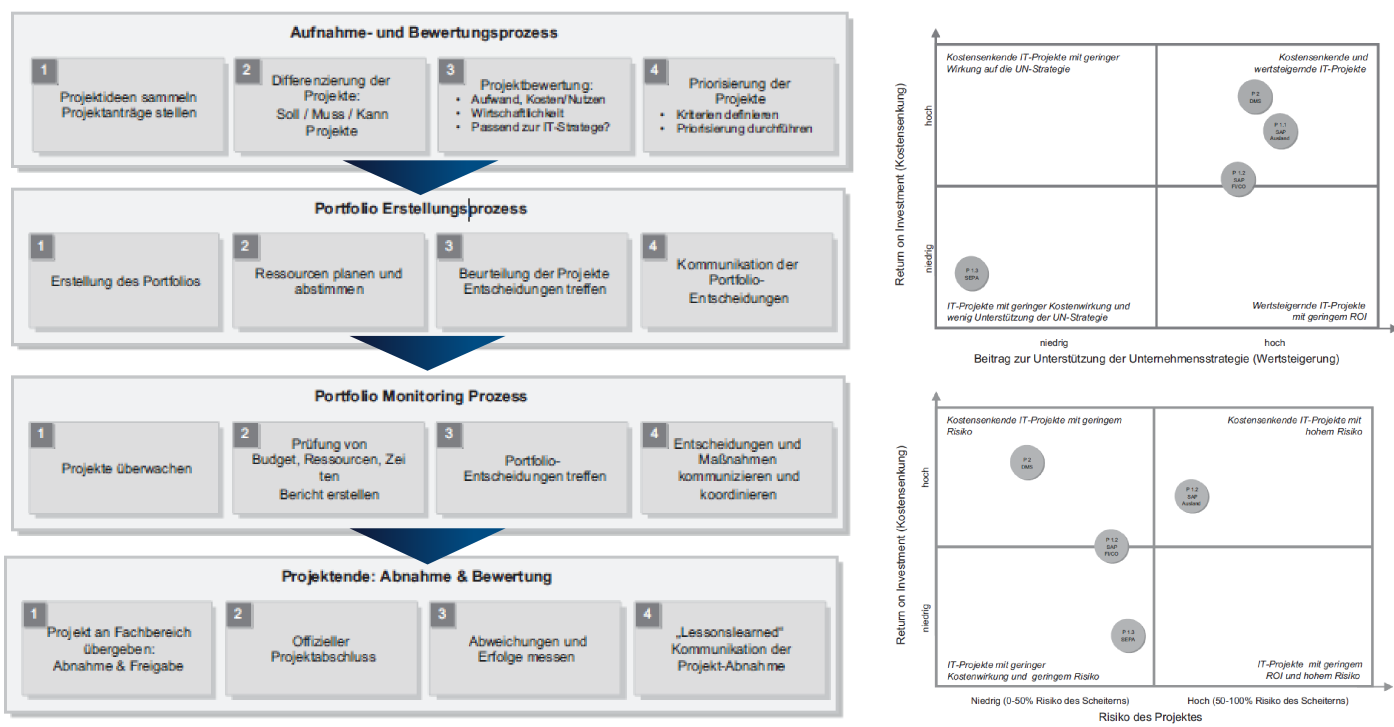 Aufnahme- und Bewertungsprozess
1
Projektideen sammeln
Projektanträge stellen
2
Differenzierung der
Projekte:
Soll / Muss / Kann
Projekte
3
Projektbewertung:
• Aufwand, Kosten/Nutzen
• Wirtschaftlichkeit
• Passend zur IT-Stratege?
4
Priorisierung der
Projekte
• Kriterien definieren
• Priorisierung durchführen
Portfolio Erstellungsprozess
1
Erstellung des Portfolios
2
Ressourcen planen und
abstimmen
3
Beurteilung der Projekte
Entscheidungen treffen
4
Kommunikation der
Portfolio-
Entscheidungen
Portfolio Monitoring Prozess
1
Projekte überwachen
2
Prüfung von
Budget, Ressourcen, Zei
ten
Bericht erstellen
3
Portfolio-
Entscheidungen treffen
4
Entscheidungen und
Maßnahmen
kommunizieren und
koordinieren
Projektende: Abnahme & Bewertung
1
Projekt an Fachbereich
übergeben:
Abnahme & Freigabe
2
Offizieller
Projektabschluss
3
Abweichungen und
Erfolge messen
4
„Lessonslearned“
Kommunikation der
Projekt-Abnahme
Return on Investment (Kostensenkung)
hoch
niedrig
Kostensenkende IT-Projekte mit geringer
Wirkung auf die UN-Strategie
Kostensenkende und
wertsteigernde IT-Projekte
P 2
DMS
P 1.1
SAP
Ausland
P 1.2
SAP
FI/CO
P 1.3
SEPA
IT-Projekte mit geringer Kostenwirkung und
wenig Unterstützung der UN-Strategie
Wertsteigernde IT-Projekte
mit geringem ROI
niedrig
hoch
Beitrag zur Unterstützung der Unternehmensstrategie (Wertsteigerung)
Return on Investment (Kostensenkung)
hoch
niedrig
Kostensenkende IT-Projekte mit geringem
Risiko
Kostensenkende IT-Projekte mit
hohem Risiko
P 2
DMS
P 1.2
SAP
Ausland
P 1.2
SAP
FI/CO
P 1.3
SEPA
IT-Projekte mit geringer
Kostenwirkung und  geringem Risiko
IT-Projekte  mit geringem
ROI und hohem Risiko
Niedrig (0-50% Risiko des Scheiterns)
Hoch (50-100% Risiko des Scheiterns)
Risiko des Projektes